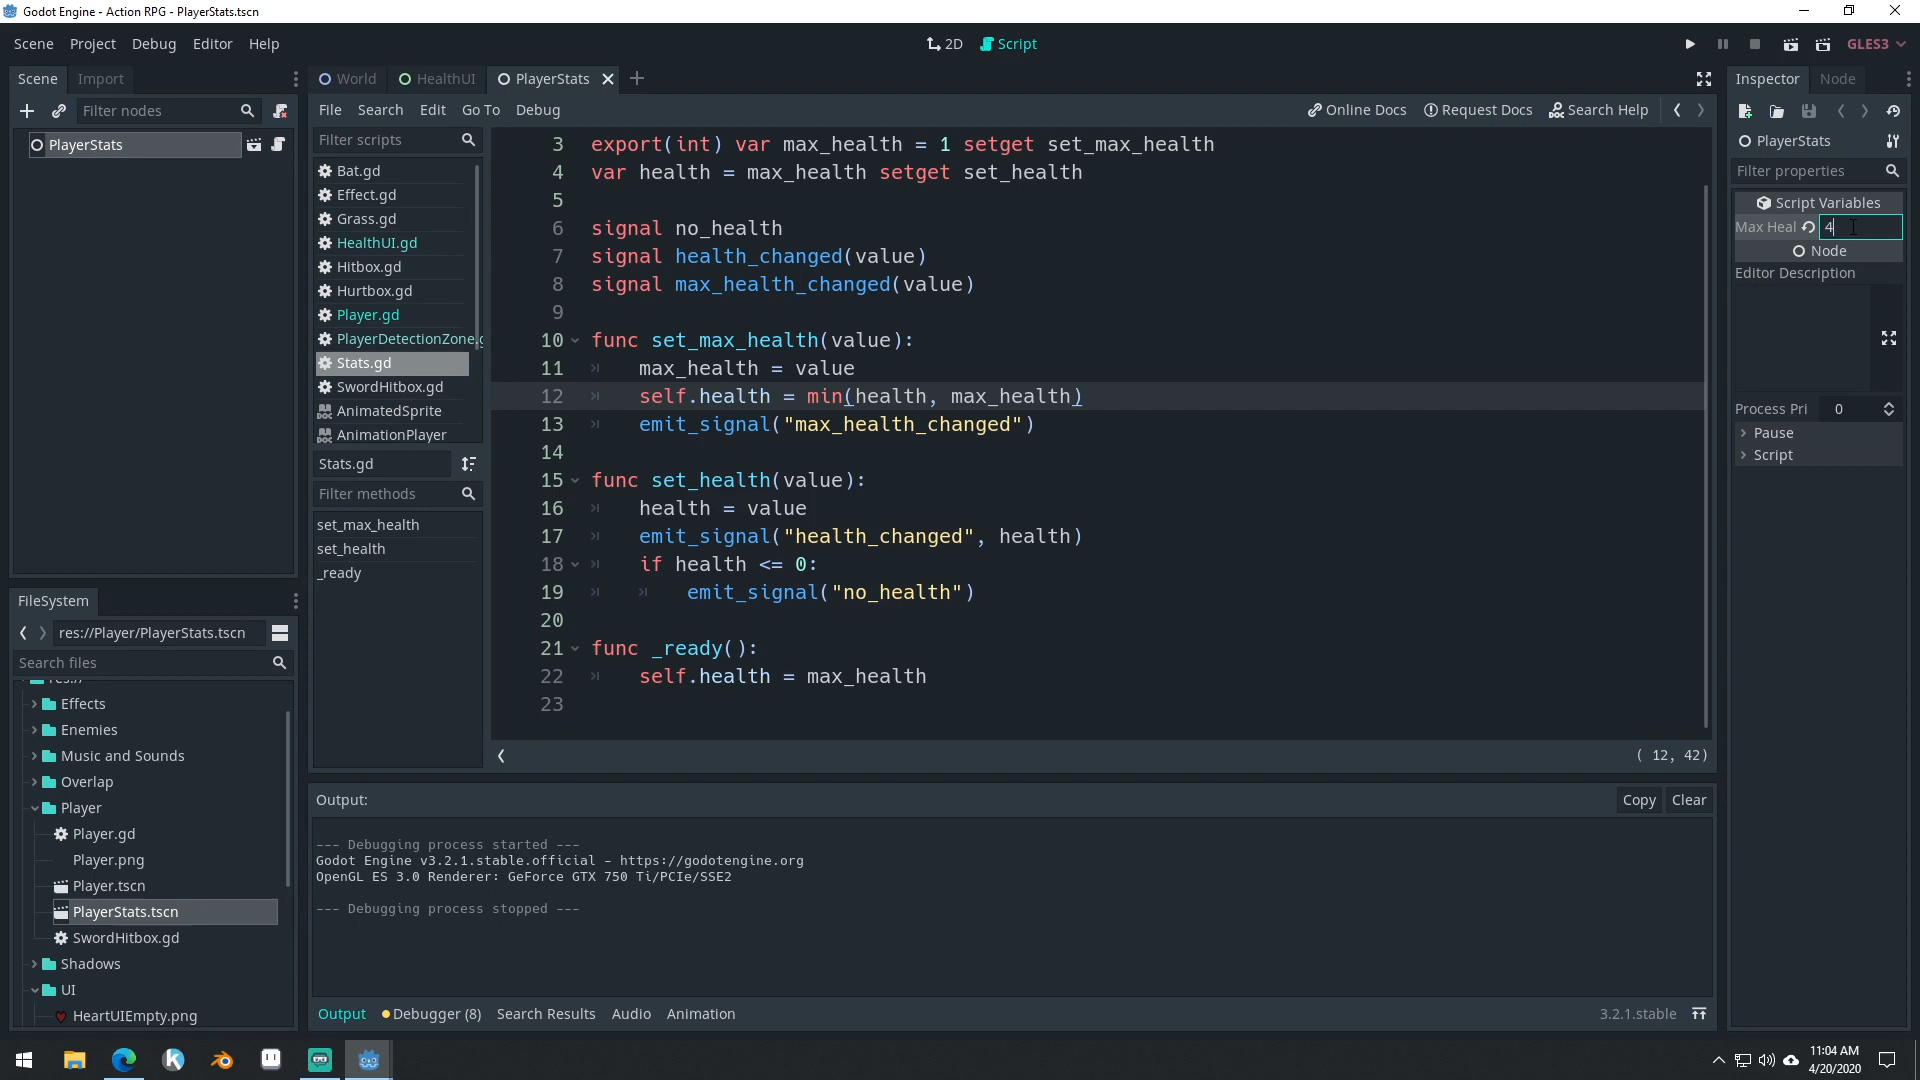 Godot Engine - Action RPG - PlayerStats.tscn
Scene Project Debug Editor Help
2D Script
GLES3
Scene Import
Filter nodes
PlayerStats
World HealthUI PlayerStats
File Search Edit Go To Debug
Online Docs Request Docs Search Help
Filter scripts
Bat.gd
Effect.gd
Grass.gd
HealthUI.gd
Hitbox.gd
Hurtbox.gd
Player.gd
PlayerDetectionZone.g
Stats.gd
SwordHitbox.gd
AnimatedSprite
AnimationPlayer
Stats.gd
Filter methods
set_max_health
set_health
_ready
3 export(int) var max_health = 1 setget set_max_health
4 var health = max_health setget set_health
5
6 signal no_health
7 signal health_changed(value)
8 signal max_health_changed(value)
9
10 func set_max_health(value):
11 max_health = value
12 self.health = min(health, max_health)
13 emit_signal("max_health_changed")
14
15 func set_health(value):
16 health = value
17 emit_signal("health_changed", health)
18 if health <= 0:
19 emit_signal("no_health")
20
21 func _ready():
22 self.health = max_health
23
( 12, 42)
Inspector Node
PlayerStats
Filter properties
Script Variables
Max Heal 4
Node
Editor Description
Process Pri 0
Pause
Script
FileSystem
res://Player/PlayerStats.tscn
Search files
res://
Effects
Enemies
Music and Sounds
Overlap
Player
Player.gd
Player.png
Player.tscn
PlayerStats.tscn
SwordHitbox.gd
Shadows
UI
HeartUIEmpty.png
Output:
Copy Clear
--- Debugging process started ---
Godot Engine v3.2.1.stable.official - https://godotengine.org
OpenGL ES 3.0 Renderer: GeForce GTX 750 Ti/PCIe/SSE2
--- Debugging process stopped ---
Output Debugger (8) Search Results Audio Animation
3.2.1.stable
11:04 AM
4/20/2020